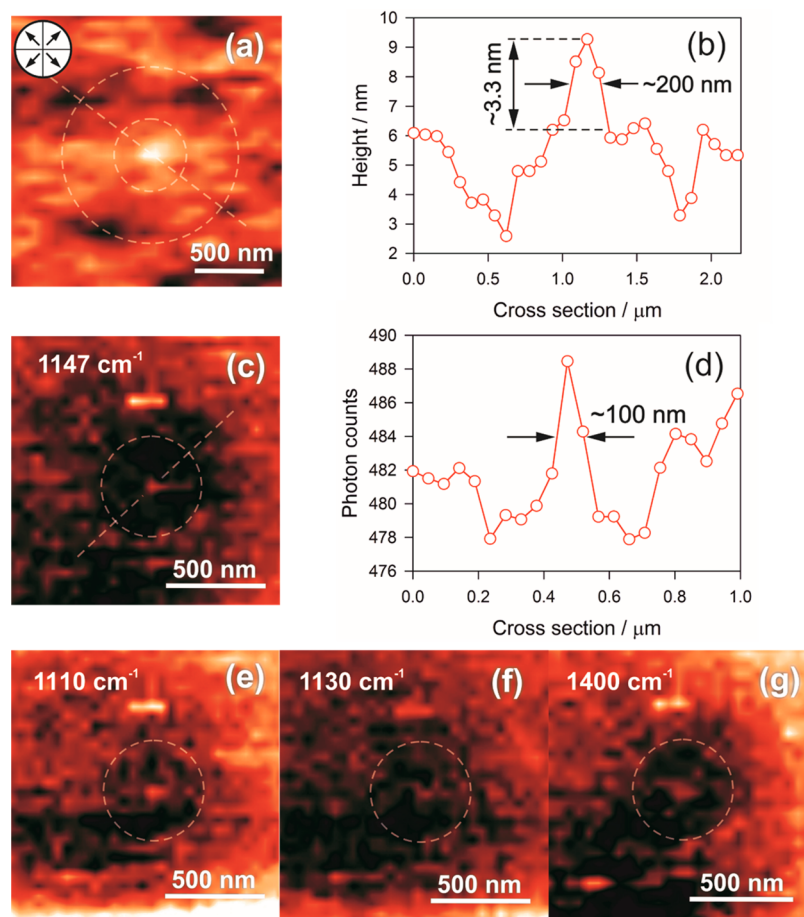 (a)
500 nm
(b)
Height / nm
10
9
8
7
6
5
4
3
2
~3.3 nm
~200 nm
0.0 0.5 1.0 1.5 2.0
Cross section / μm
1147 cm-1
(c)
500 nm
(d)
Photon counts
490
488
486
484
482
480
478
476
~100 nm
0.0 0.2 0.4 0.6 0.8 1.0
Cross section / μm
1110 cm-1
(e)
500 nm
1130 cm-1
(f)
500 nm
1400 cm-1
(g)
500 nm